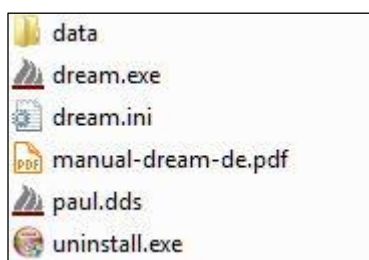 data
dream.exe
dream.ini
manual-dream-de.pdf
paul.dds
uninstall.exe